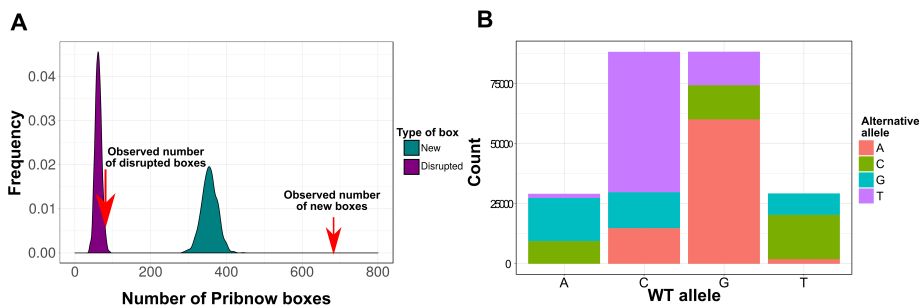 A
Frequency
0.04
0.03
0.02
0.01
0.00
0
200
400
600
800
Number of Pribnow boxes
Observed number
of disrupted boxes
Observed number
of new boxes
Type of box
New
Disrupted
B
Count
75000
50000
25000
0
A
C
G
T
WT allele
Alternative
allele
A
C
G
T